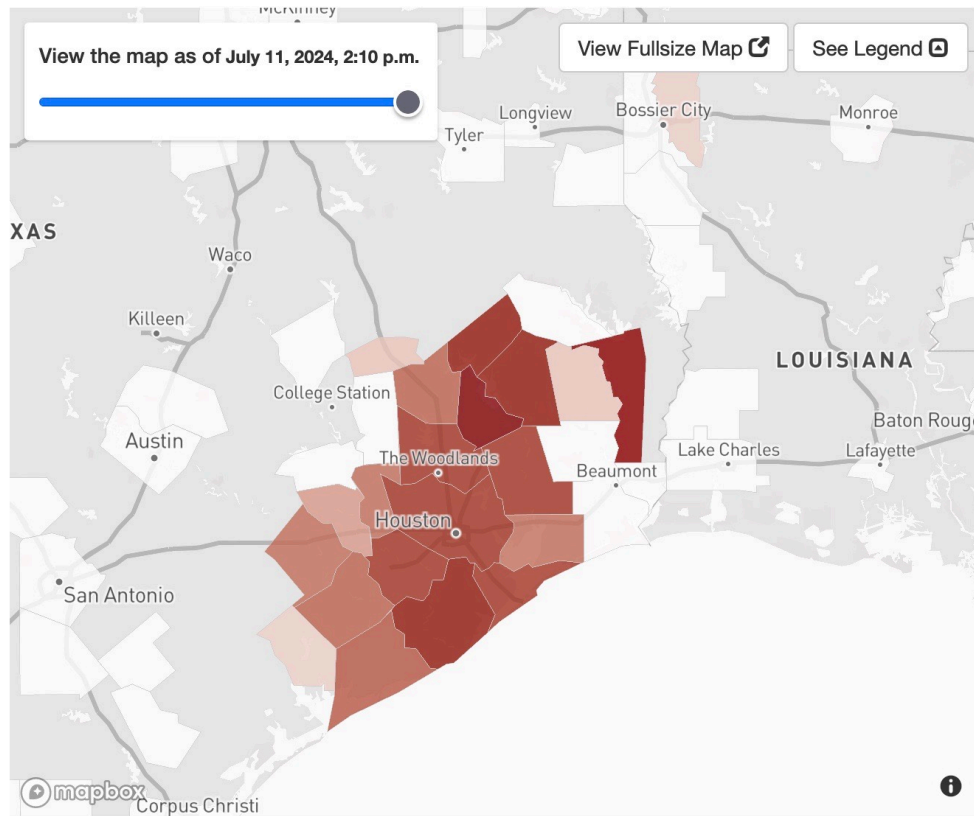 McKinney
View the map as of July 11, 2024, 2:10 p.m.
View Fullsize Map
See Legend
Longview
Bossier City
Monroe
Tyler
XAS
Waco
Killeen
LOUISIANA
College Station
Baton Roug
Austin
The Woodlands
Lake Charles
Lafayette
Beaumont
Houston
San Antonio
mapbox
Corpus Christi